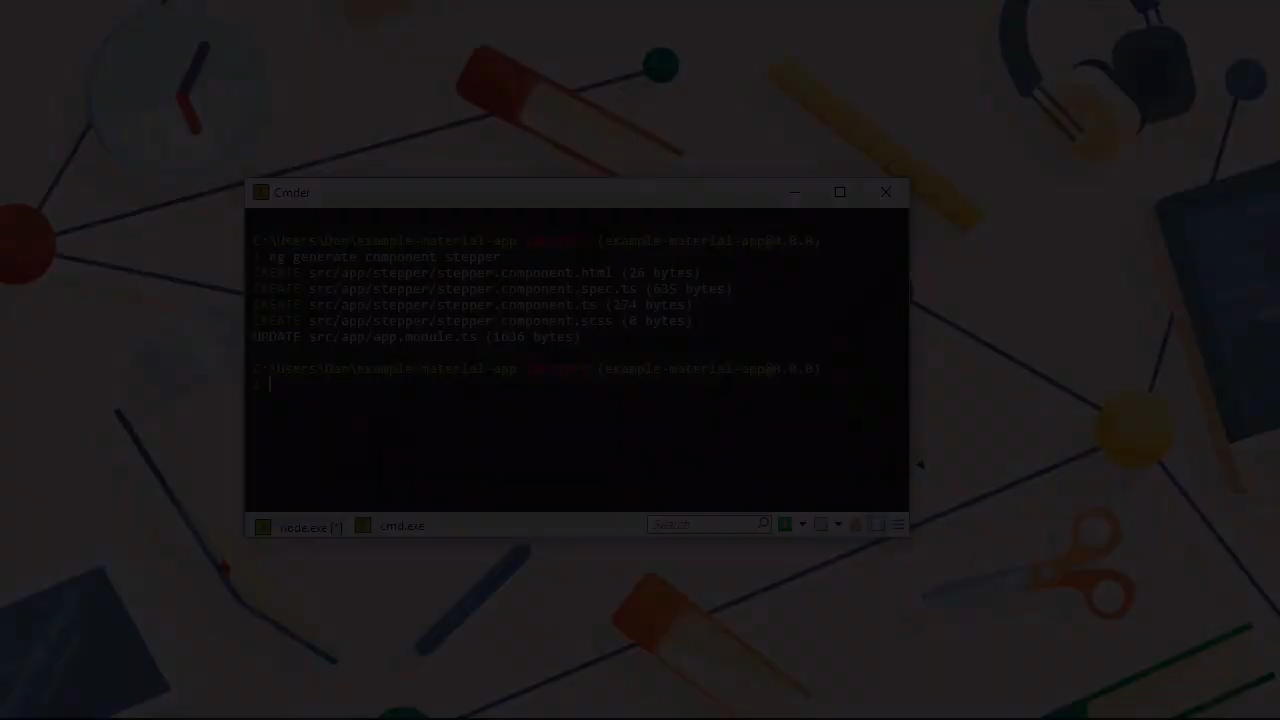 Cmder
C:\Users\Dan\example-material-app (example-material-app@0.0.0)
ng generate component stepper
CREATE src/app/stepper/stepper.component.html (26 bytes)
CREATE src/app/stepper/stepper.component.spec.ts (635 bytes)
CREATE src/app/stepper/stepper.component.ts (274 bytes)
CREATE src/app/stepper/stepper.component.scss (0 bytes)
UPDATE src/app/app.module.ts (1636 bytes)
C:\Users\Dan\example-material-app (example-material-app@0.0.0)
node.exe [*] cmd.exe Search